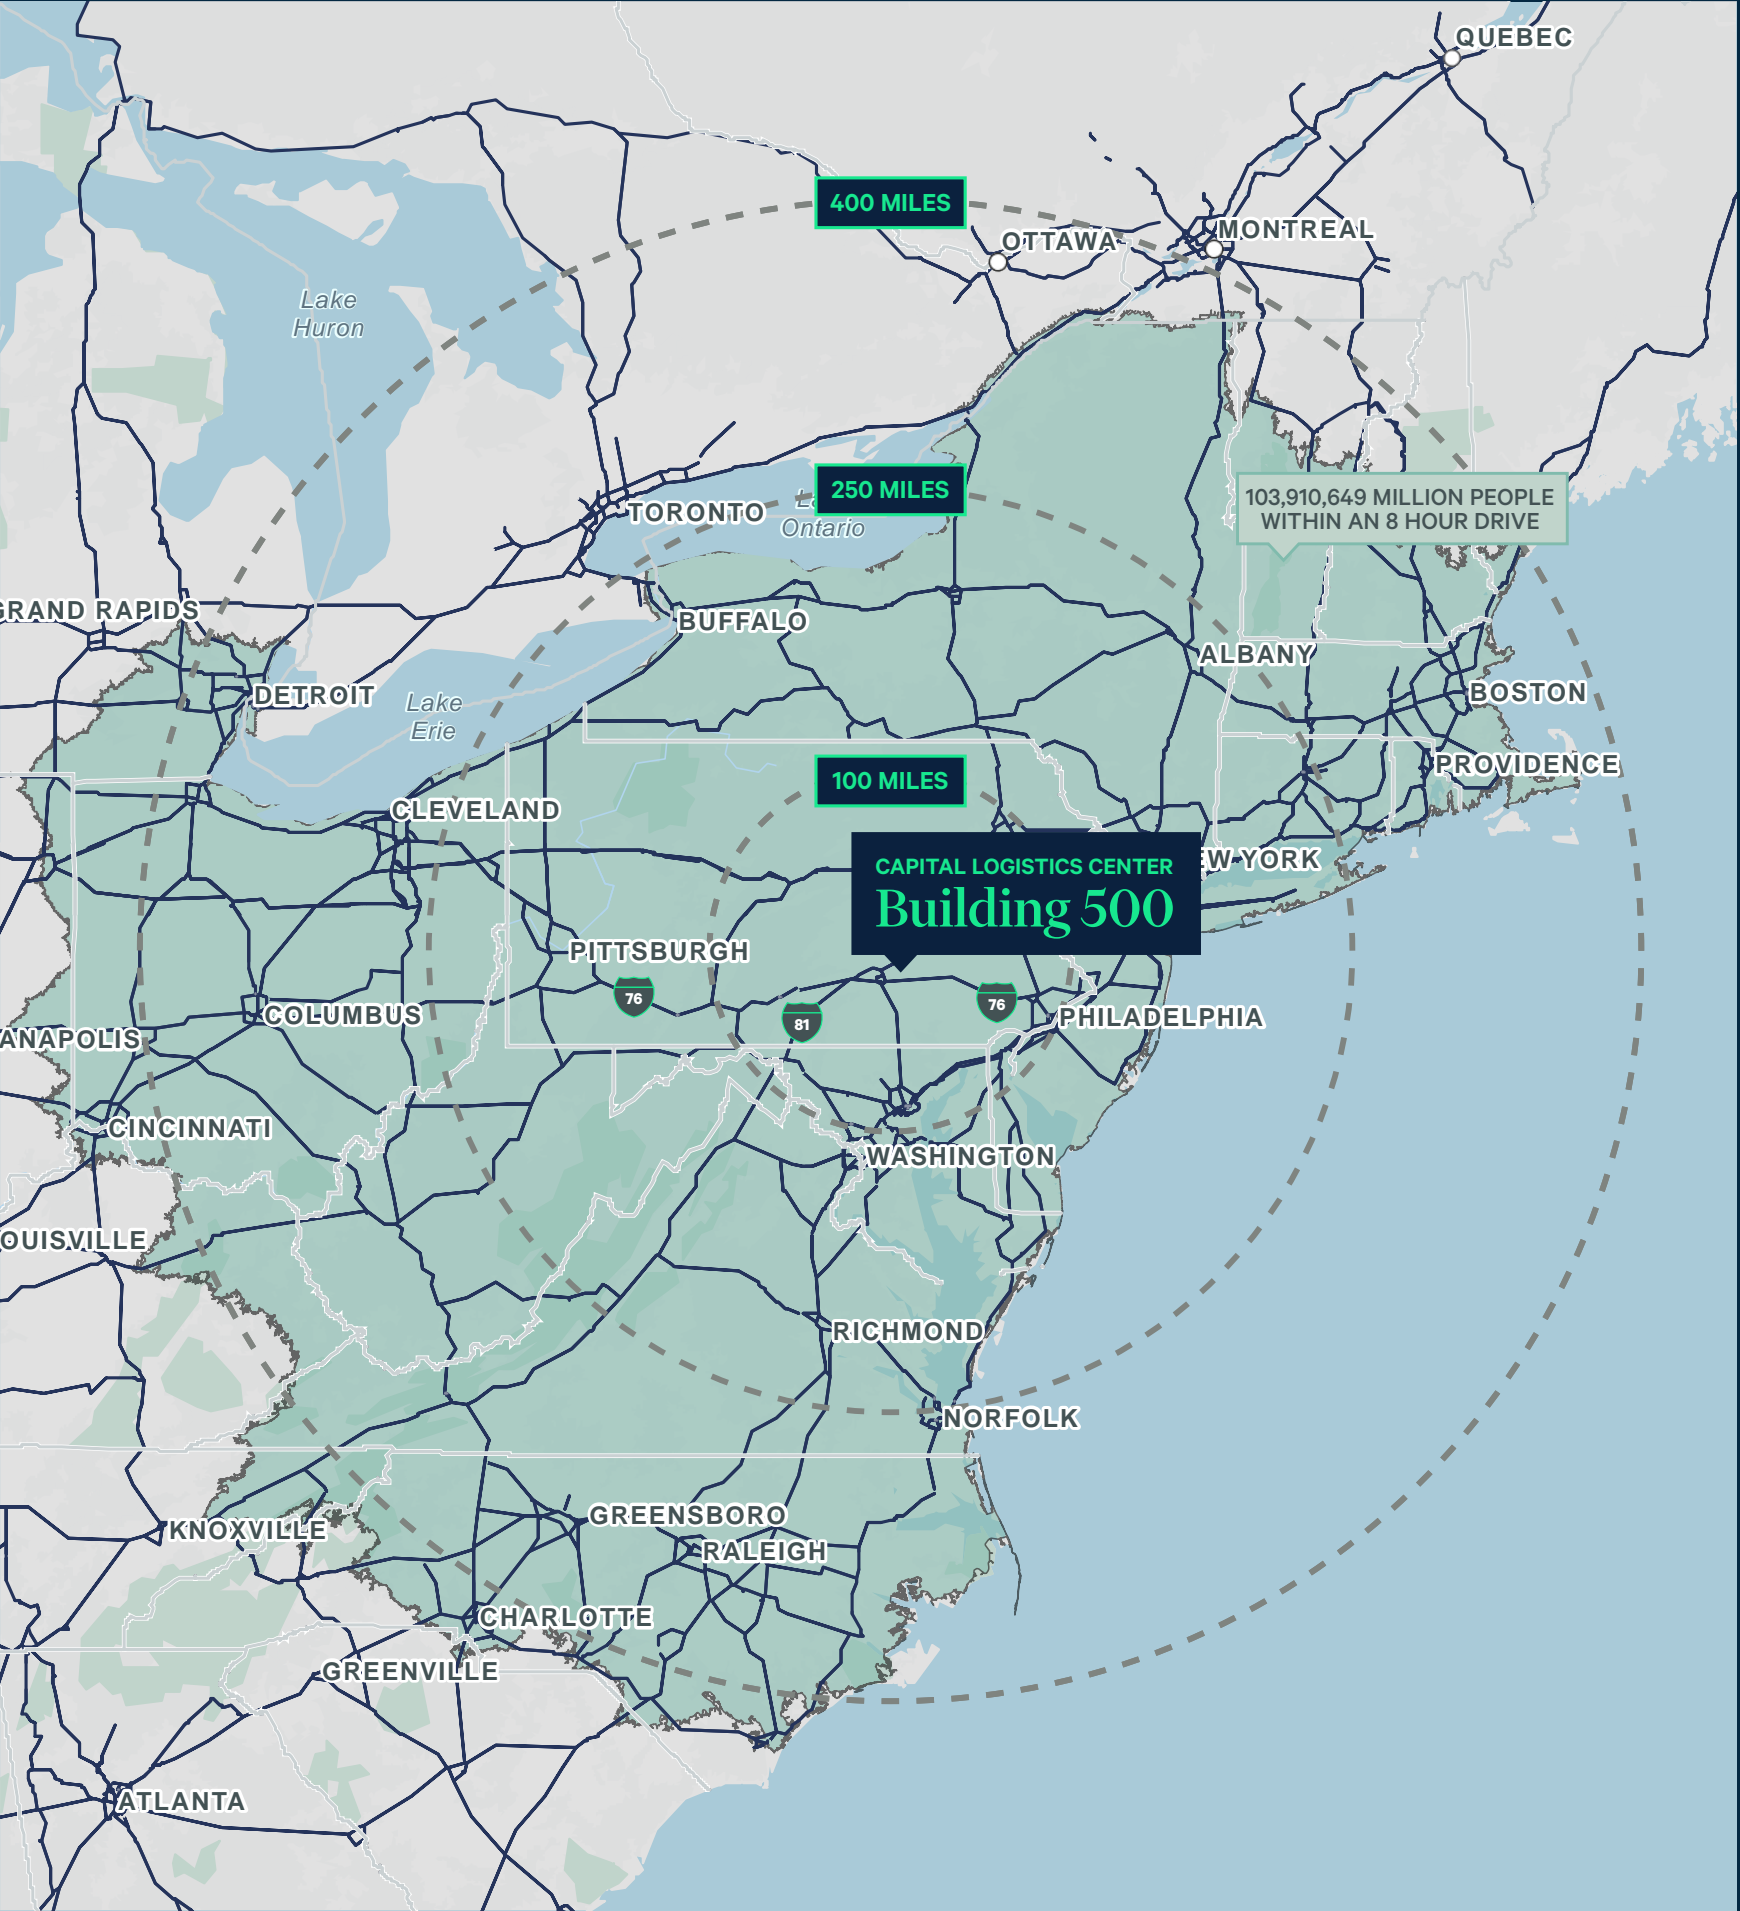 QUEBEC
400 MILES
MONTREAL
OTTAWA
Lake
Huron
250 MILES
103,910,649 MILLION PEOPLE
WITHIN AN 8 HOUR DRIVE
TORONTO
Ontario
GRAND RAPIDS
BUFFALO
ALBANY
DETROIT
BOSTON
Lake
Erie
PROVIDENCE
100 MILES
CLEVELAND
CAPITAL LOGISTICS CENTER
Building 500
EW YORK
PITTSBURGH
76
81
76
COLUMBUS
PHILADELPHIA
ANAPOLIS
CINCINNATI
WASHINGTON
OUISVILLE
RICHMOND
NORFOLK
GREENSBORO
KNOXVILLE
RALEIGH
CHARLOTTE
GREENVILLE
ATLANTA